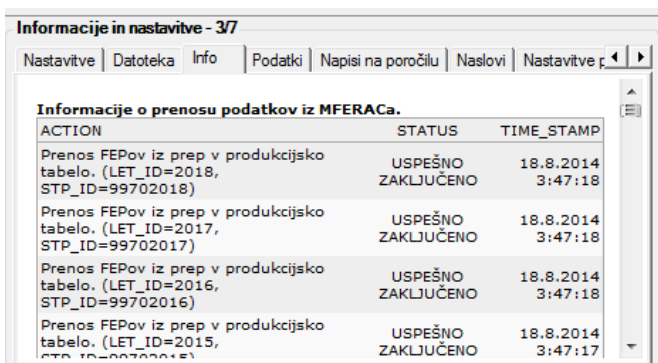 Informacije in nastavitve - 3/7
Nastavitve Datoteka Info Podatki Napisi na poročilu Naslovi Nastavitve
Informacije o prenosu podatkov iz MFERACa.
ACTION STATUS TIME_STAMP
Prenos FEPov iz prep v produkcijsko
tabelo. (LET_ID=2018,
STP_ID=99702018)
USPEŠNO
ZAKLJUČENO
18.8.2014
3:47:18
Prenos FEPov iz prep v produkcijsko
tabelo. (LET_ID=2017,
STP_ID=99702017)
USPEŠNO
ZAKLJUČENO
18.8.2014
3:47:18
Prenos FEPov iz prep v produkcijsko
tabelo. (LET_ID=2016,
STP_ID=99702016)
USPEŠNO
ZAKLJUČENO
18.8.2014
3:47:18
Prenos FEPov iz prep v produkcijsko
tabelo. (LET_ID=2015,
STP_ID=99702015)
USPEŠNO
ZAKLJUČENO
18.8.2014
3:47:17